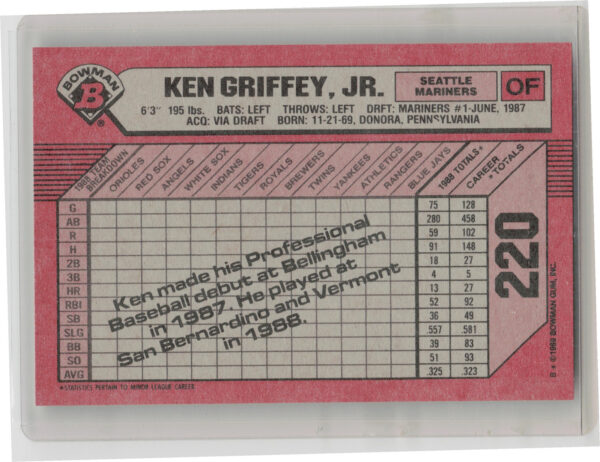 BOWMAN
B
®
KEN GRIFFEY, JR.
SEATTLE
MARINERS
OF
6'3" 195 lbs. BATS: LEFT THROWS: LEFT DRFT: MARINERS #1-JUNE, 1987
ACQ: VIA DRAFT BORN: 11-21-69, DONORA, PENNSYLVANIA
1988 TEAM
BREAKDOWN
ORIOLES
RED SOX
ANGELS
WHITE SOX
INDIANS
TIGERS
ROYALS
BREWERS
TWINS
YANKEES
ATHLETICS
RANGERS
BLUE JAYS
1988 TOTALS*
CAREER
* TOTALS
G 75 128
AB 280 458
R 59 102
H 91 148
2B 18 27
3B 4 5
HR 13 27
RBI 52 92
SB 36 49
SLG .557 .581
BB 39 83
SO 51 93
AVG .325 .323
Ken made his Professional
Baseball debut at Bellingham
in 1987. He played at
San Bernardino and Vermont
in 1988.
220
B * ©1989 BOWMAN GUM, INC.
*STATISTICS PERTAIN TO MINOR LEAGUE CAREER